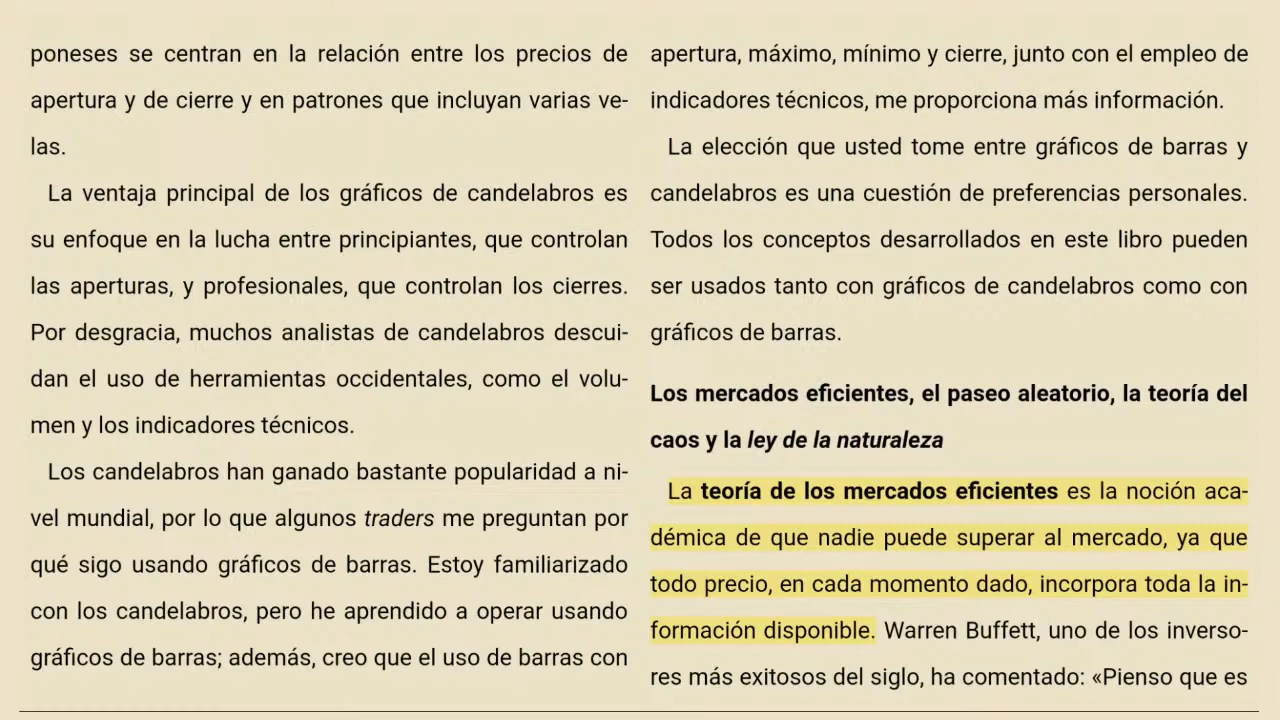 poneses se centran en la relación entre los precios de
apertura y de cierre y en patrones que incluyan varias ve-
las.
La ventaja principal de los gráficos de candelabros es
su enfoque en la lucha entre principiantes, que controlan
las aperturas, y profesionales, que controlan los cierres.
Por desgracia, muchos analistas de candelabros descui-
dan el uso de herramientas occidentales, como el volu-
men y los indicadores técnicos.
Los candelabros han ganado bastante popularidad a ni-
vel mundial, por lo que algunos traders me preguntan por
qué sigo usando gráficos de barras. Estoy familiarizado
con los candelabros, pero he aprendido a operar usando
gráficos de barras; además, creo que el uso de barras con
apertura, máximo, mínimo y cierre, junto con el empleo de
indicadores técnicos, me proporciona más información.
La elección que usted tome entre gráficos de barras y
candelabros es una cuestión de preferencias personales.
Todos los conceptos desarrollados en este libro pueden
ser usados tanto con gráficos de candelabros como con
gráficos de barras.
Los mercados eficientes, el paseo aleatorio, la teoría del
caos y la ley de la naturaleza
La teoría de los mercados eficientes es la noción aca-
démica de que nadie puede superar al mercado, ya que
todo precio, en cada momento dado, incorpora toda la in-
formación disponible. Warren Buffett, uno de los inverso-
res más exitosos del siglo, ha comentado: «Pienso que es